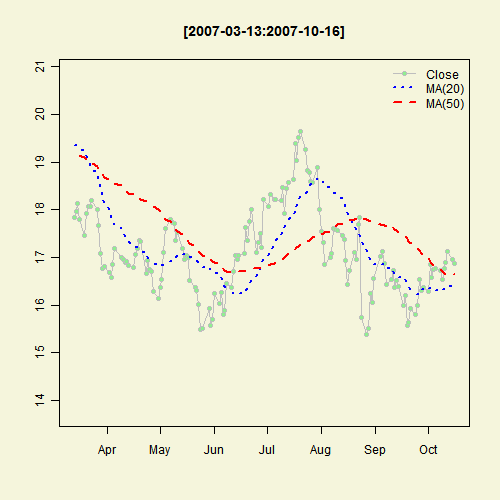 [2007-03-13:2007-10-16]
Close
MA(20)
MA(50)
21
20
19
18
17
16
15
14
Apr May Jun Jul Aug Sep Oct